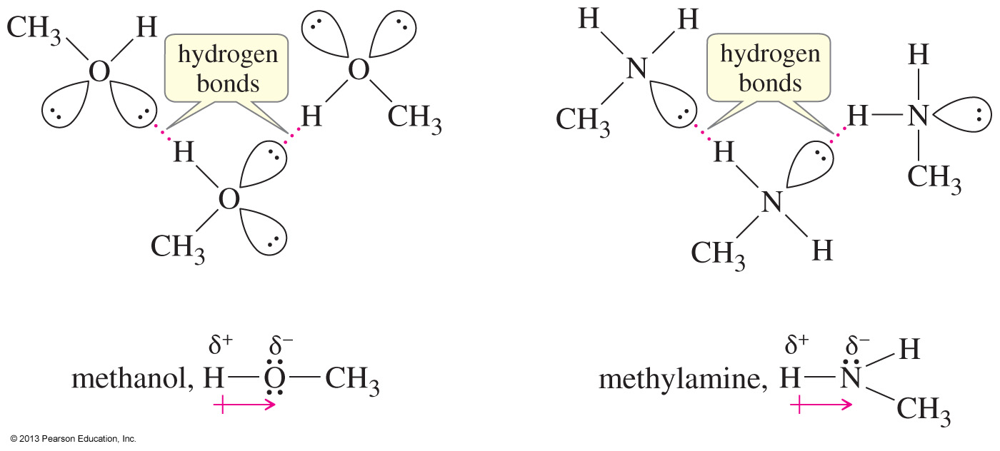 CH₃ H
O
hydrogen
bonds
O
H
CH₃
H
O
CH₃
H H
N
CH₃
hydrogen
bonds
H
H N
CH₃
H
N
CH₃
H
δ⁺ δ⁻
methanol, H—O—CH₃
δ⁺ δ⁻
methylamine, H—N
H
CH₃
© 2013 Pearson Education, Inc.